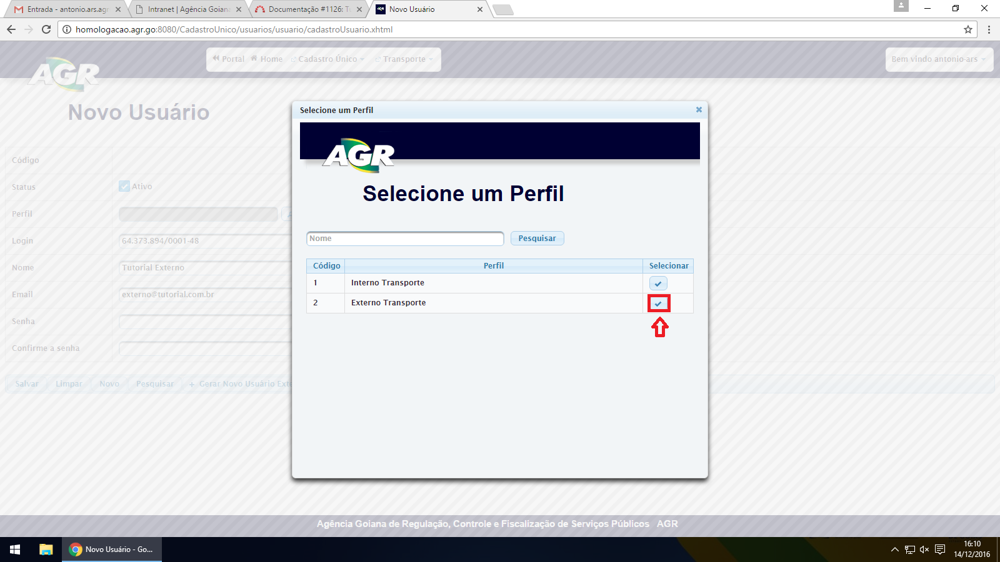 Entrada - antonio.ars.agr
Intranet | Agência Goiana
Documentação #1126: Tu
Novo Usuário
homologacao.agr.go:8080/CadastroUnico/usuarios/usuario/cadastroUsuario.xhtml
AGR
Portal
Home
Cadastro Único
Transporte
Bem vindo antonio-ars
Novo Usuário
Código
Status
Ativo
Perfil
Login
64.373.894/0001-48
Nome
Tutorial Externo
Email
externo@tutorial.com.br
Senha
Confirme a senha
Salvar
Limpar
Novo
Pesquisar
+ Gerar Novo Usuário Exte
Selecione um Perfil
AGR
Selecione um Perfil
Nome
Pesquisar
Código Perfil Selecionar
1 Interno Transporte
2 Externo Transporte
Agência Goiana de Regulação, Controle e Fiscalização de Serviços Públicos AGR
Novo Usuário - Go...
16:10
14/12/2016